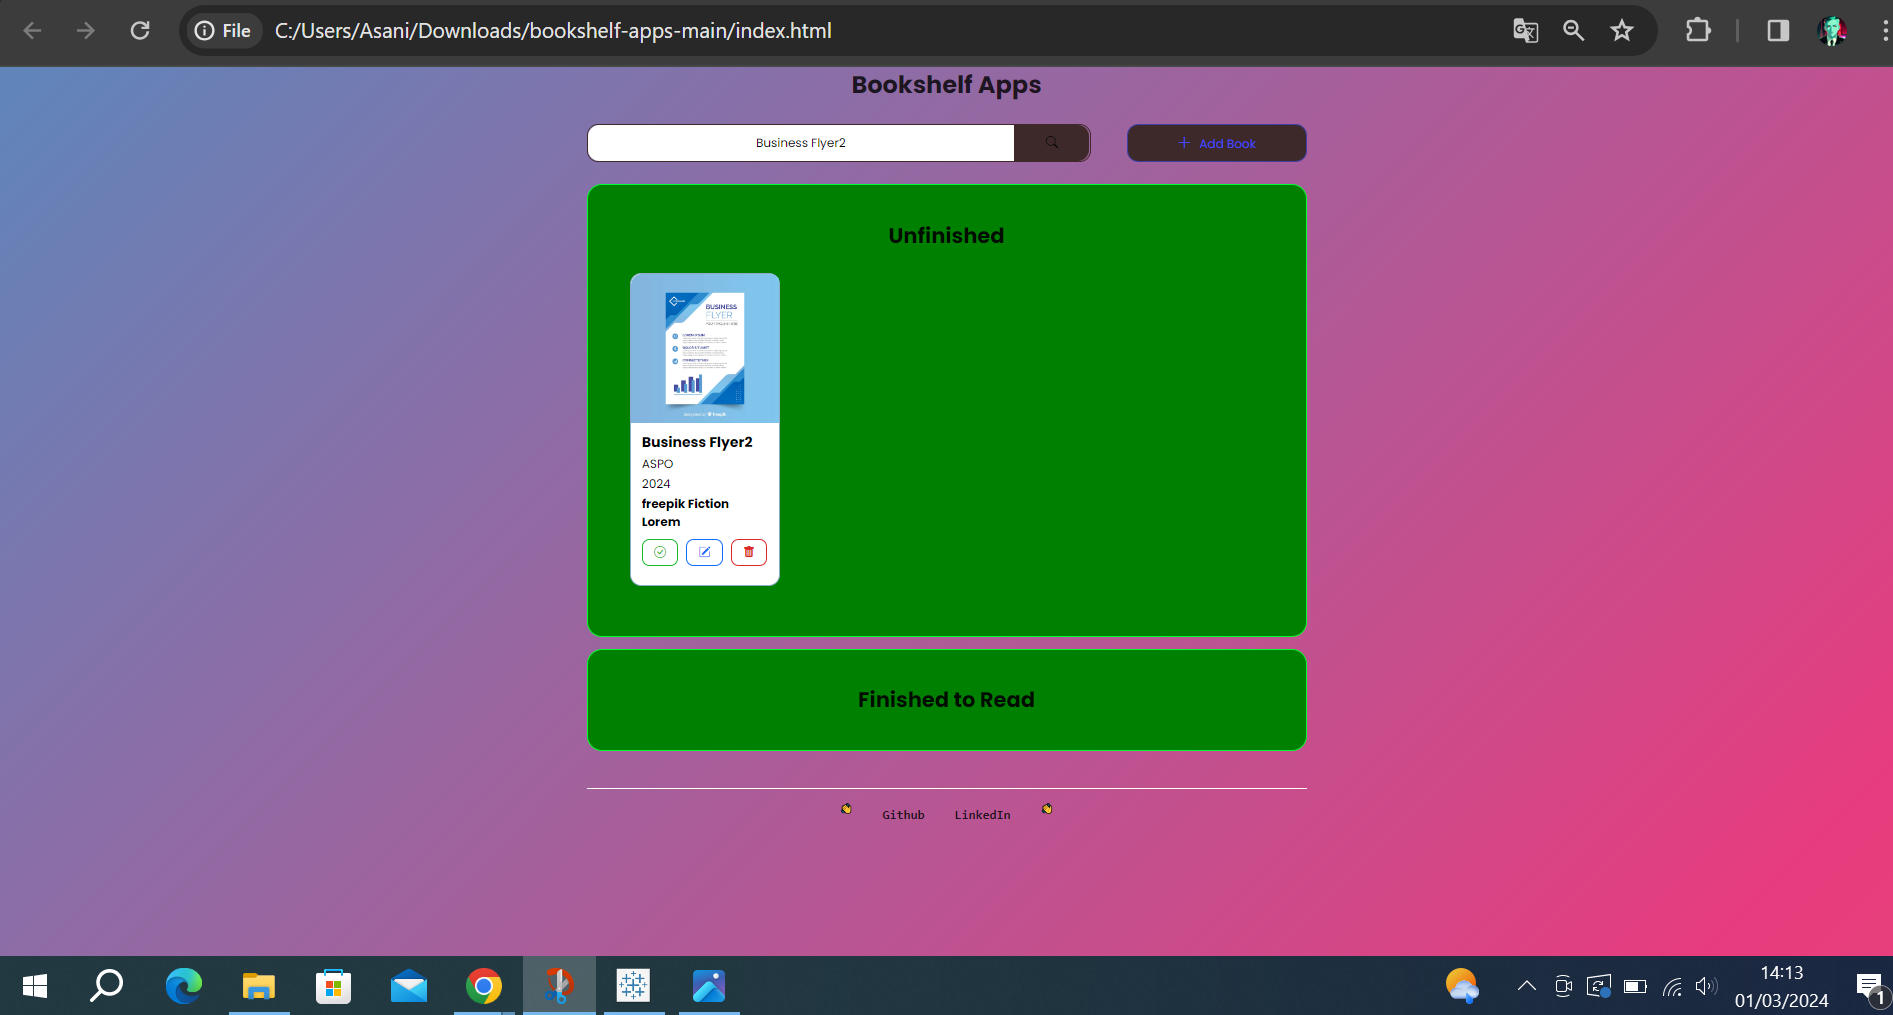 File
C:/Users/Asani/Downloads/bookshelf-apps-main/index.html
Bookshelf Apps
Business Flyer2
+ Add Book
Unfinished
BUSINESS
FLYER
Business Flyer2
ASPO
2024
freepik Fiction
Lorem
Finished to Read
Github LinkedIn
14:13
01/03/2024
1